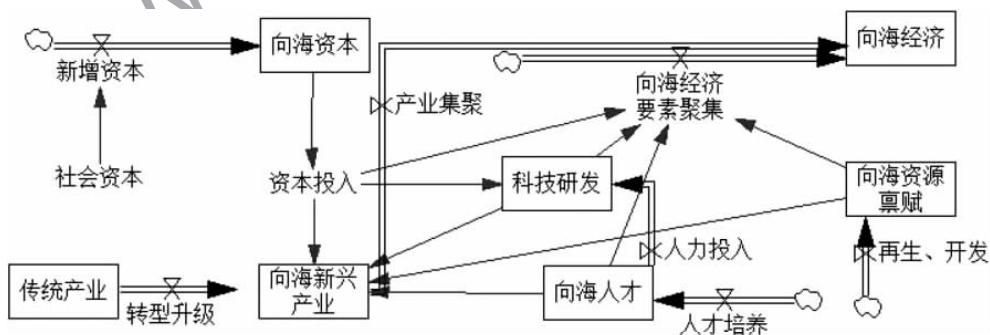 向海资本
向海经济
新增资本
向海经济
要素聚集
产业集聚
社会资本
资本投入
科技研发
向海资源
禀赋
人力投入
再生、开发
传统产业
转型升级
向海新兴
产业
向海人才
人才培养